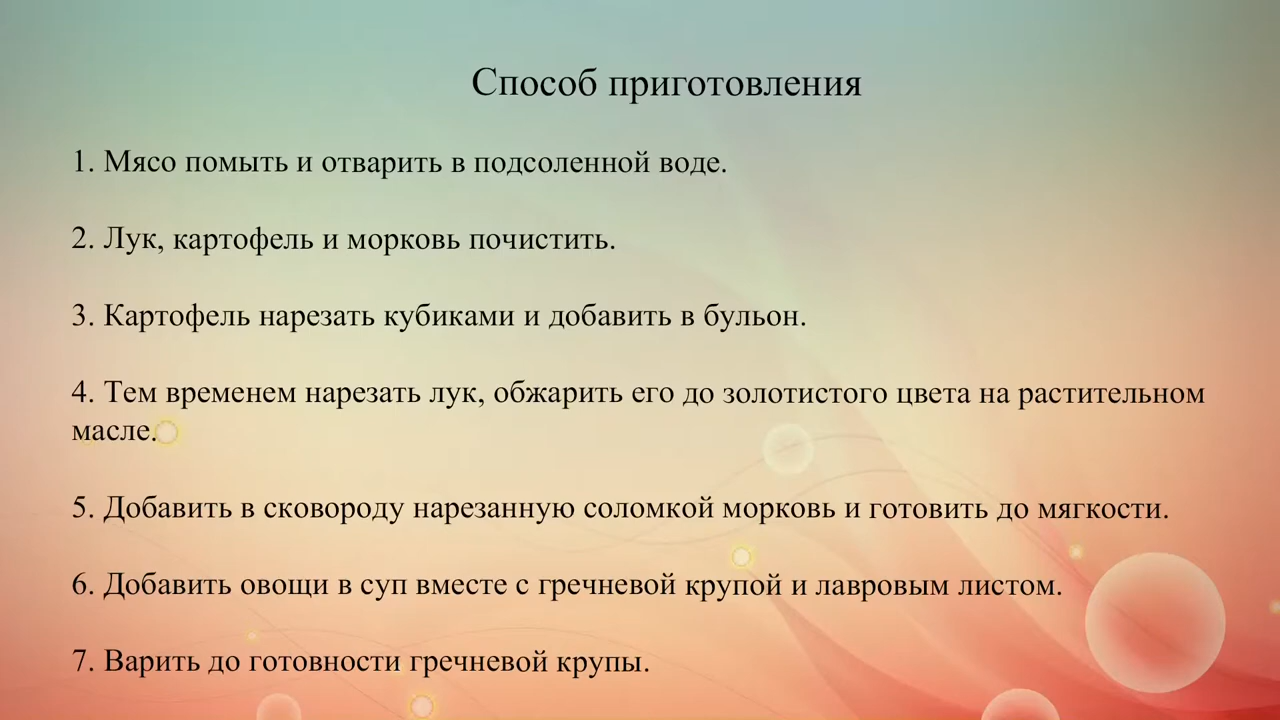 Способ приготовления
1. Мясо помыть и отварить в подсоленной воде.
2. Лук, картофель и морковь почистить.
3. Картофель нарезать кубиками и добавить в бульон.
4. Тем временем нарезать лук, обжарить его до золотистого цвета на растительном
масле.
5. Добавить в сковороду нарезанную соломкой морковь и готовить до мягкости.
6. Добавить овощи в суп вместе с гречневой крупой и лавровым листом.
7. Варить до готовности гречневой крупы.